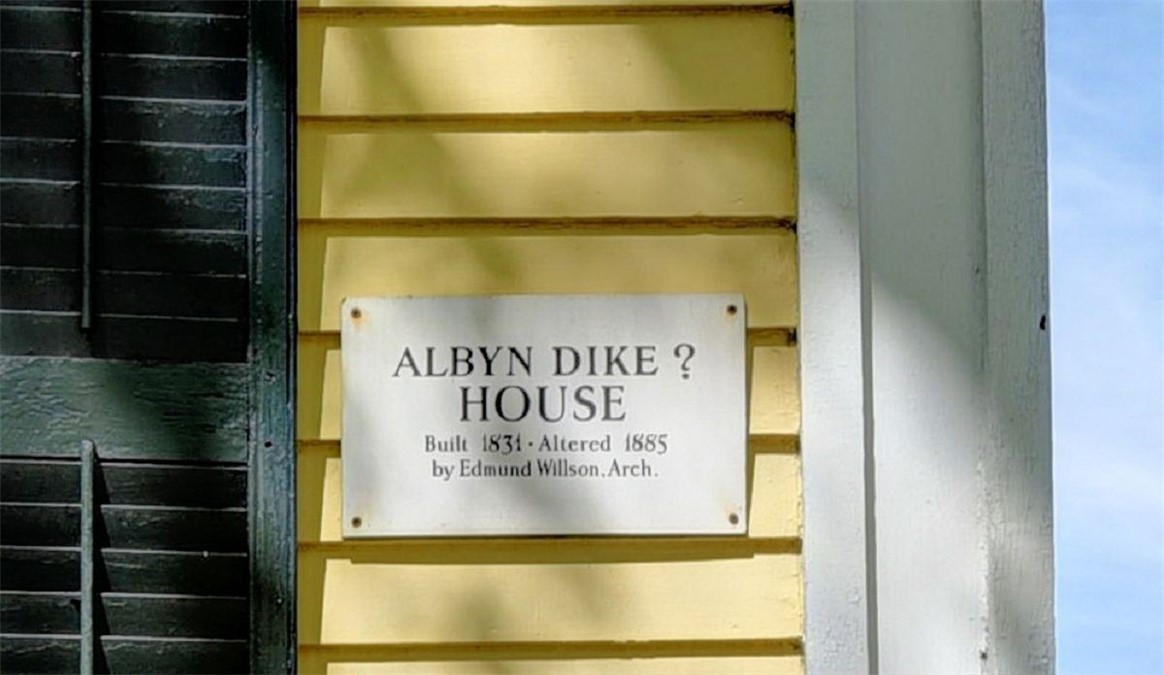 ALBYN DIKE ?
HOUSE
Built 1831 · Altered 1885
by Edmund Willson, Arch.